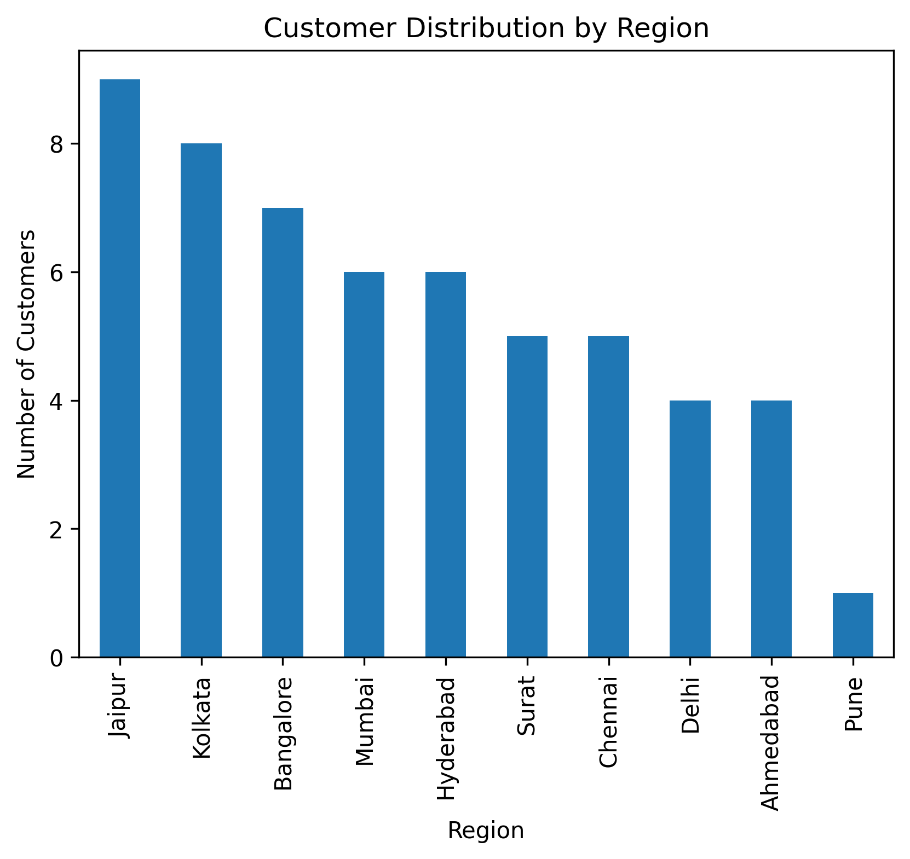 Customer Distribution by Region
Number of Customers
8
6
4
2
0
Jaipur
Kolkata
Bangalore
Mumbai
Hyderabad
Surat
Chennai
Delhi
Ahmedabad
Pune
Region